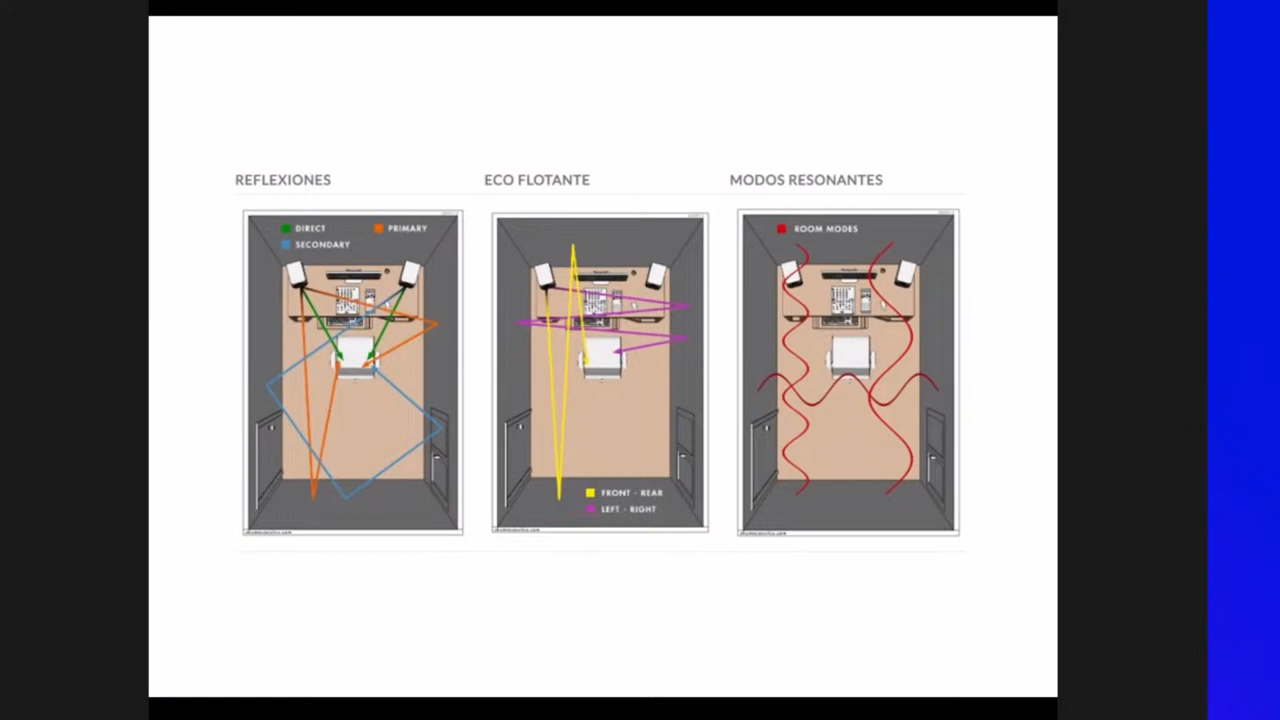 REFLEXIONES
ECO FLOTANTE
MODOS RESONANTES
DIRECT
PRIMARY
SECONDARY
FRONT - REAR
LEFT - RIGHT
ROOM MODES